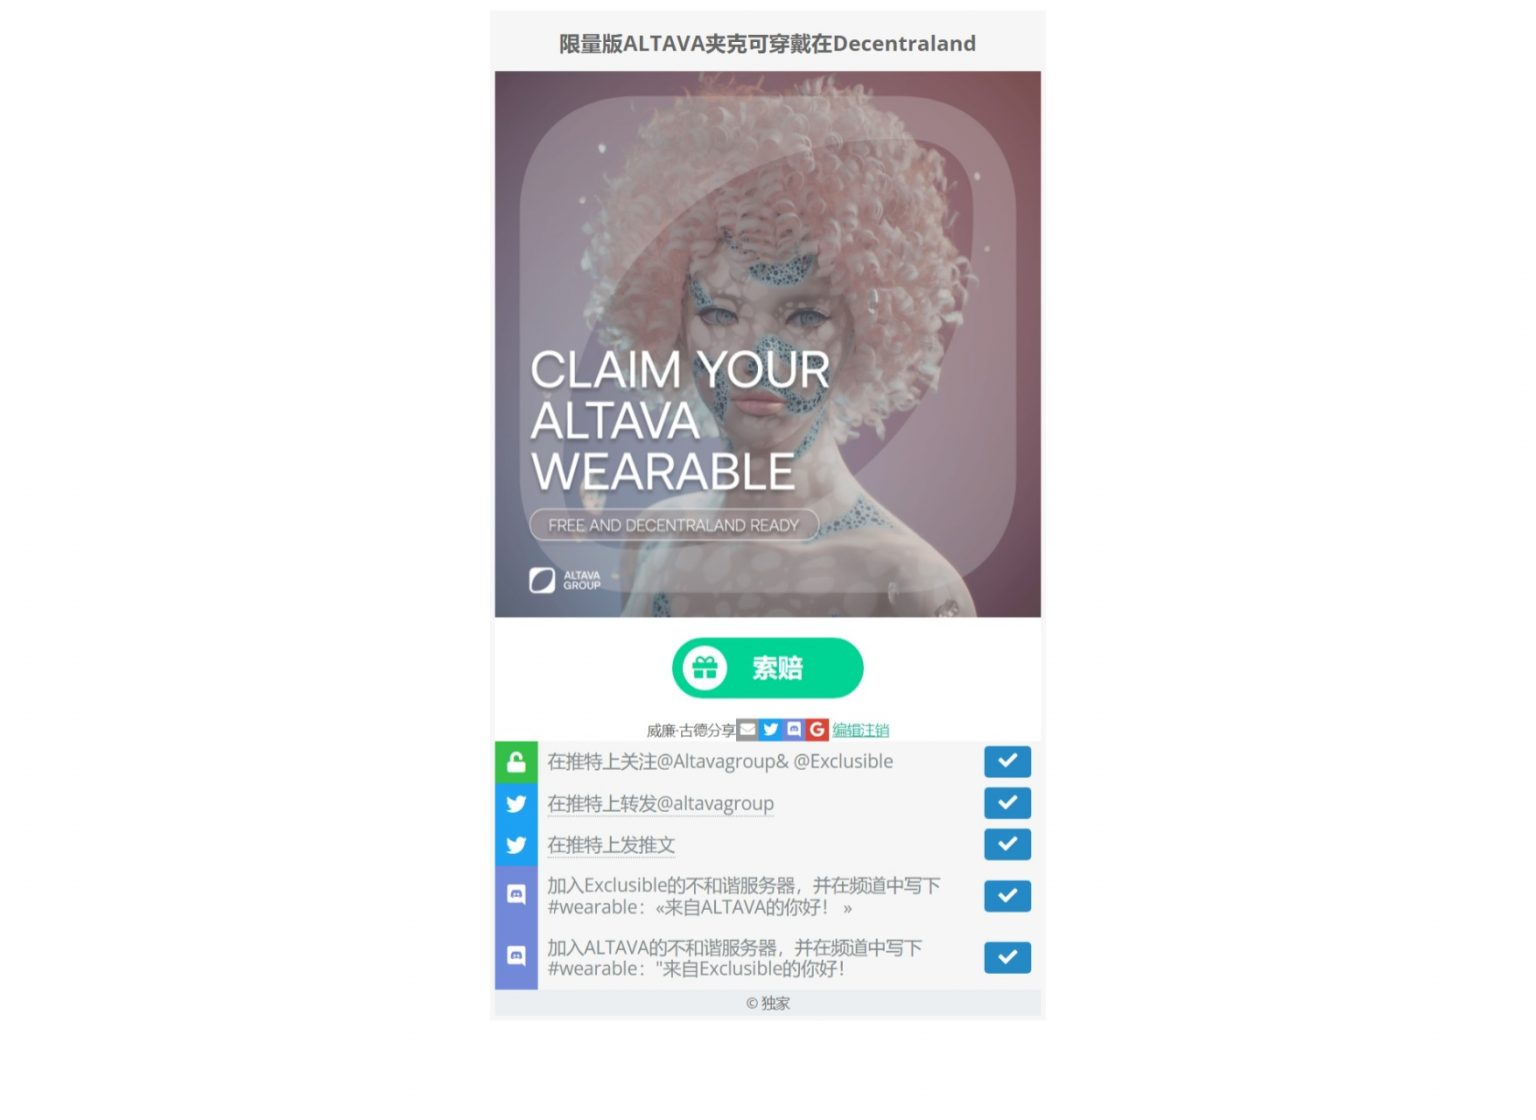 限量版ALTAVA夹克可穿戴在Decentraland
CLAIM YOUR
ALTAVA
WEARABLE
FREE AND DECENTRALAND READY
ALTAVA
GROUP
索赔
威廉·古德分享 编辑注销
在推特上关注@Altavagroup& @Exclusible
在推特上转发@altavagroup
在推特上发推文
加入Exclusible的不和谐服务器，并在频道中写下
#wearable：«来自ALTAVA的你好！ »
加入ALTAVA的不和谐服务器，并在频道中写下
#wearable："来自Exclusible的你好！
© 独家